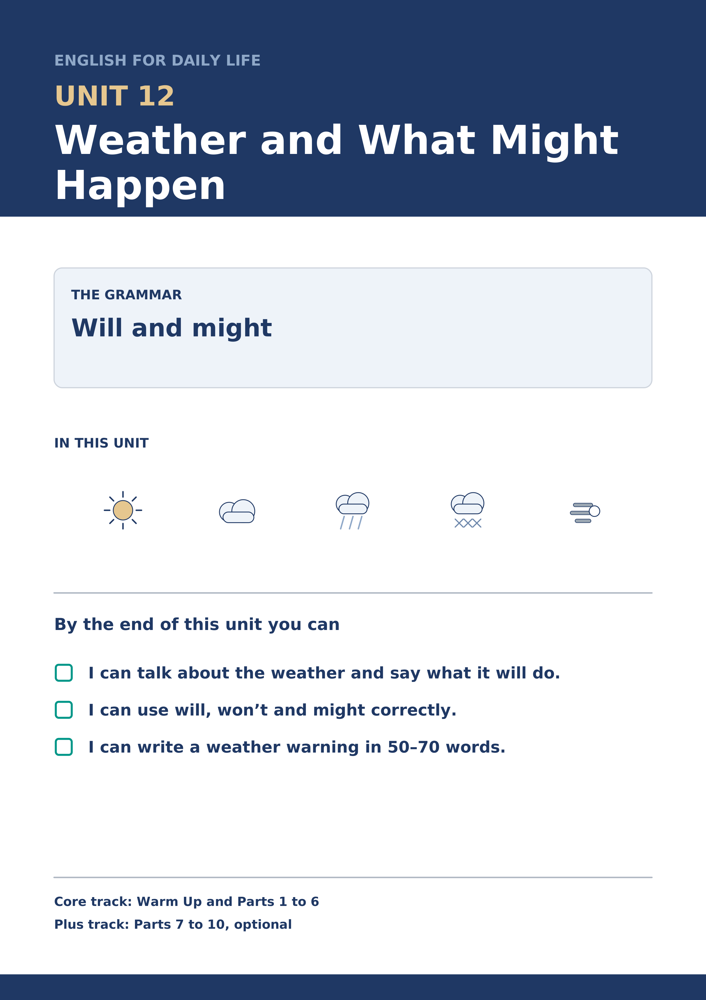 ENGLISH FOR DAILY LIFE
UNIT 12
Weather and What Might
Happen
THE GRAMMAR
Will and might
IN THIS UNIT
By the end of this unit you can
I can talk about the weather and say what it will do.
I can use will, won’t and might correctly.
I can write a weather warning in 50–70 words.
Core track: Warm Up and Parts 1 to 6
Plus track: Parts 7 to 10, optional